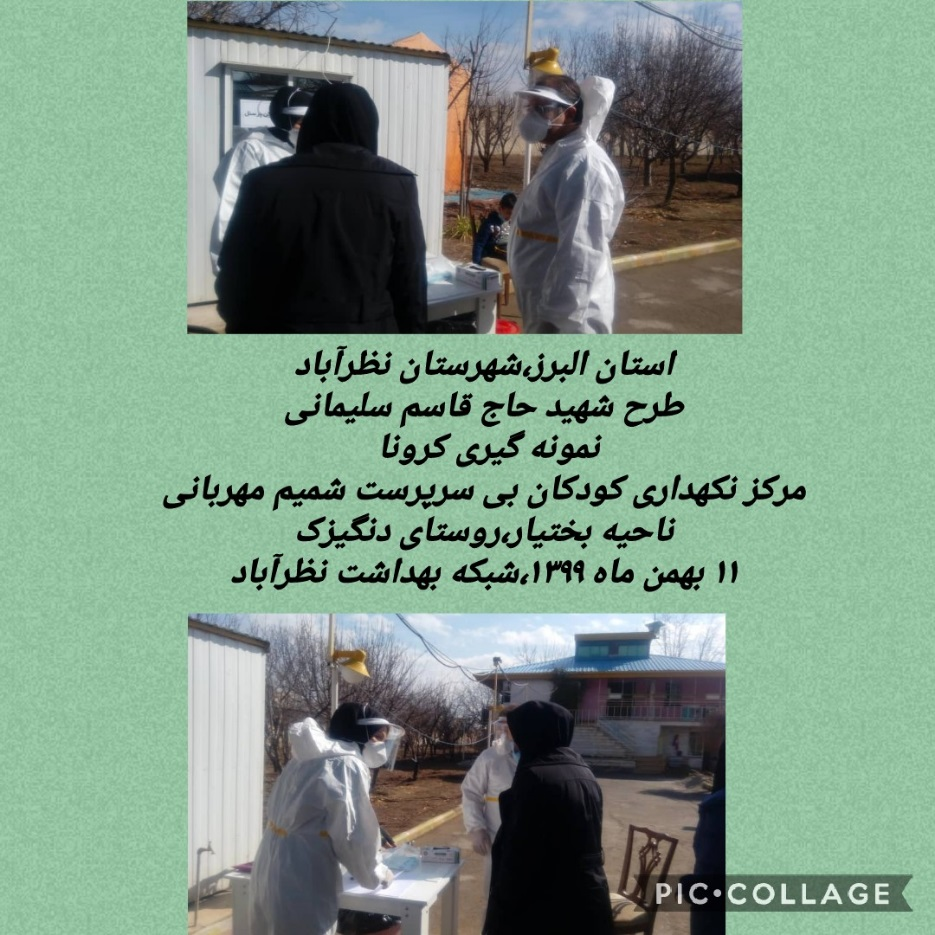 استان البرز،شهرستان نظرآباد
طرح شهید حاج قاسم سلیمانی
نمونه گیری کرونا
مرکز نکهداری کودکان بی سرپرست شمیم مهربانی
ناحیه بختیار،روستای دنگیزک
۱۱ بهمن ماه ۱۳۹۹،شبکه بهداشت نظرآباد
PIC•COLLAGE